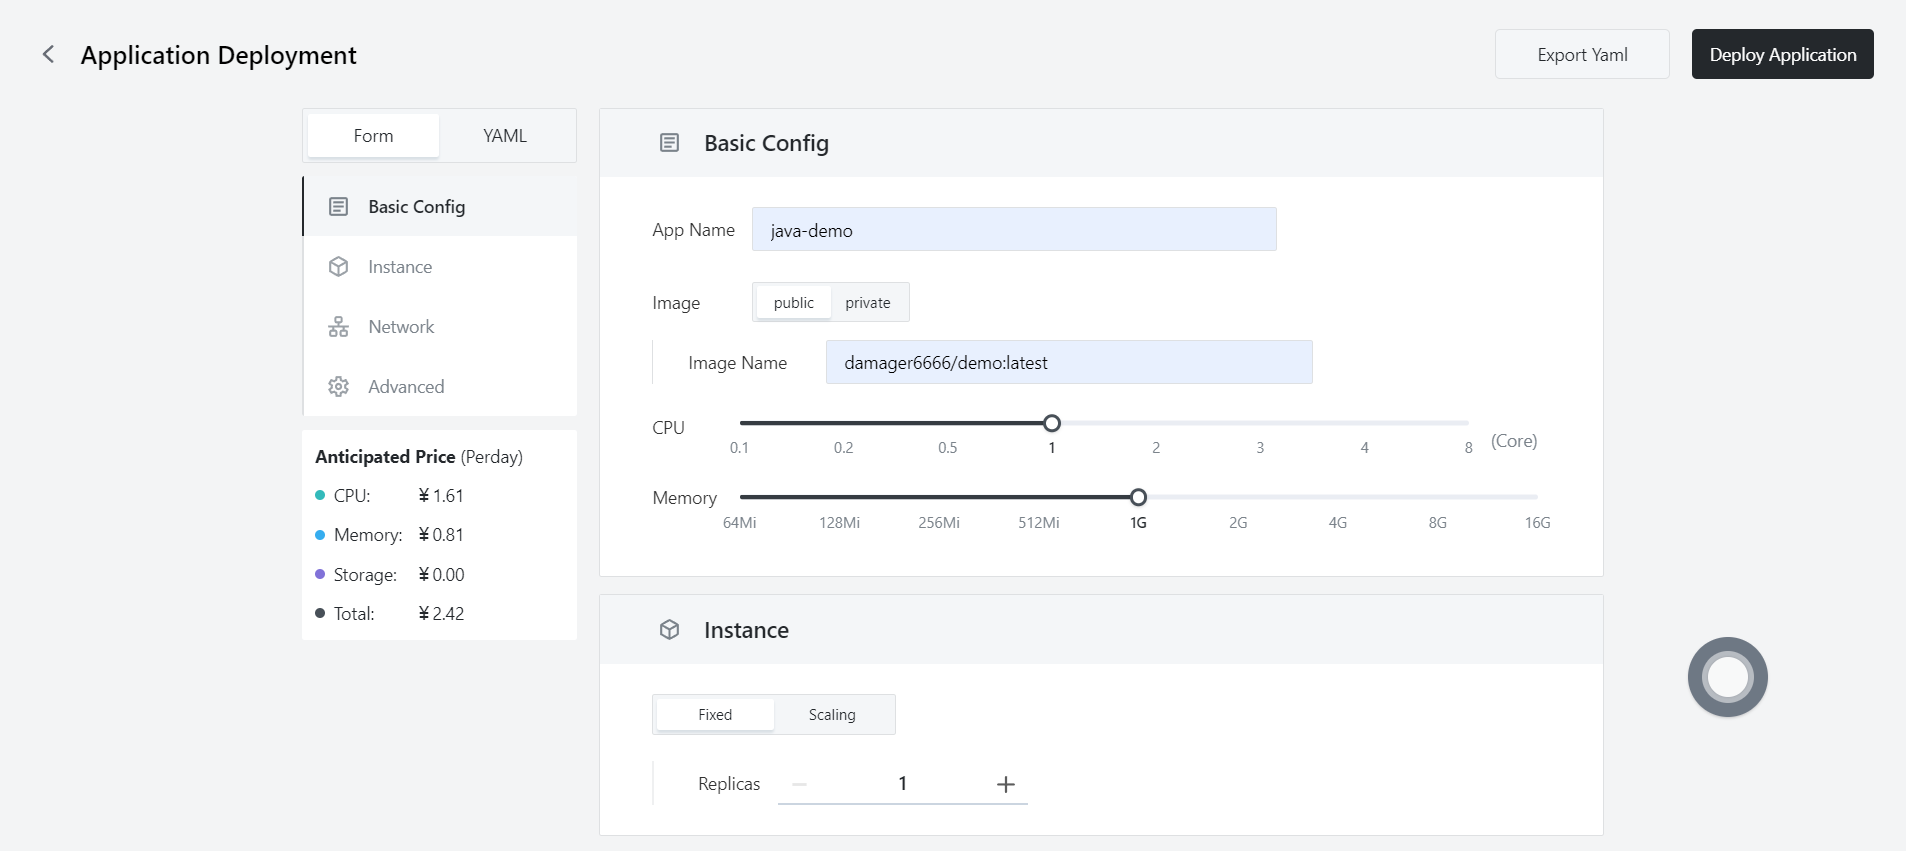 Application Deployment
Export Yaml
Deploy Application
Form
YAML
Basic Config
Instance
Network
Advanced
Anticipated Price (Perday)
CPU: ¥ 1.61
Memory: ¥ 0.81
Storage: ¥ 0.00
Total: ¥ 2.42
Basic Config
App Name java-demo
Image public private
Image Name damager6666/demo:latest
CPU
0.1 0.2 0.5 1 2 3 4 8 (Core)
Memory
64Mi 128Mi 256Mi 512Mi 1G 2G 4G 8G 16G
Instance
Fixed Scaling
Replicas 1